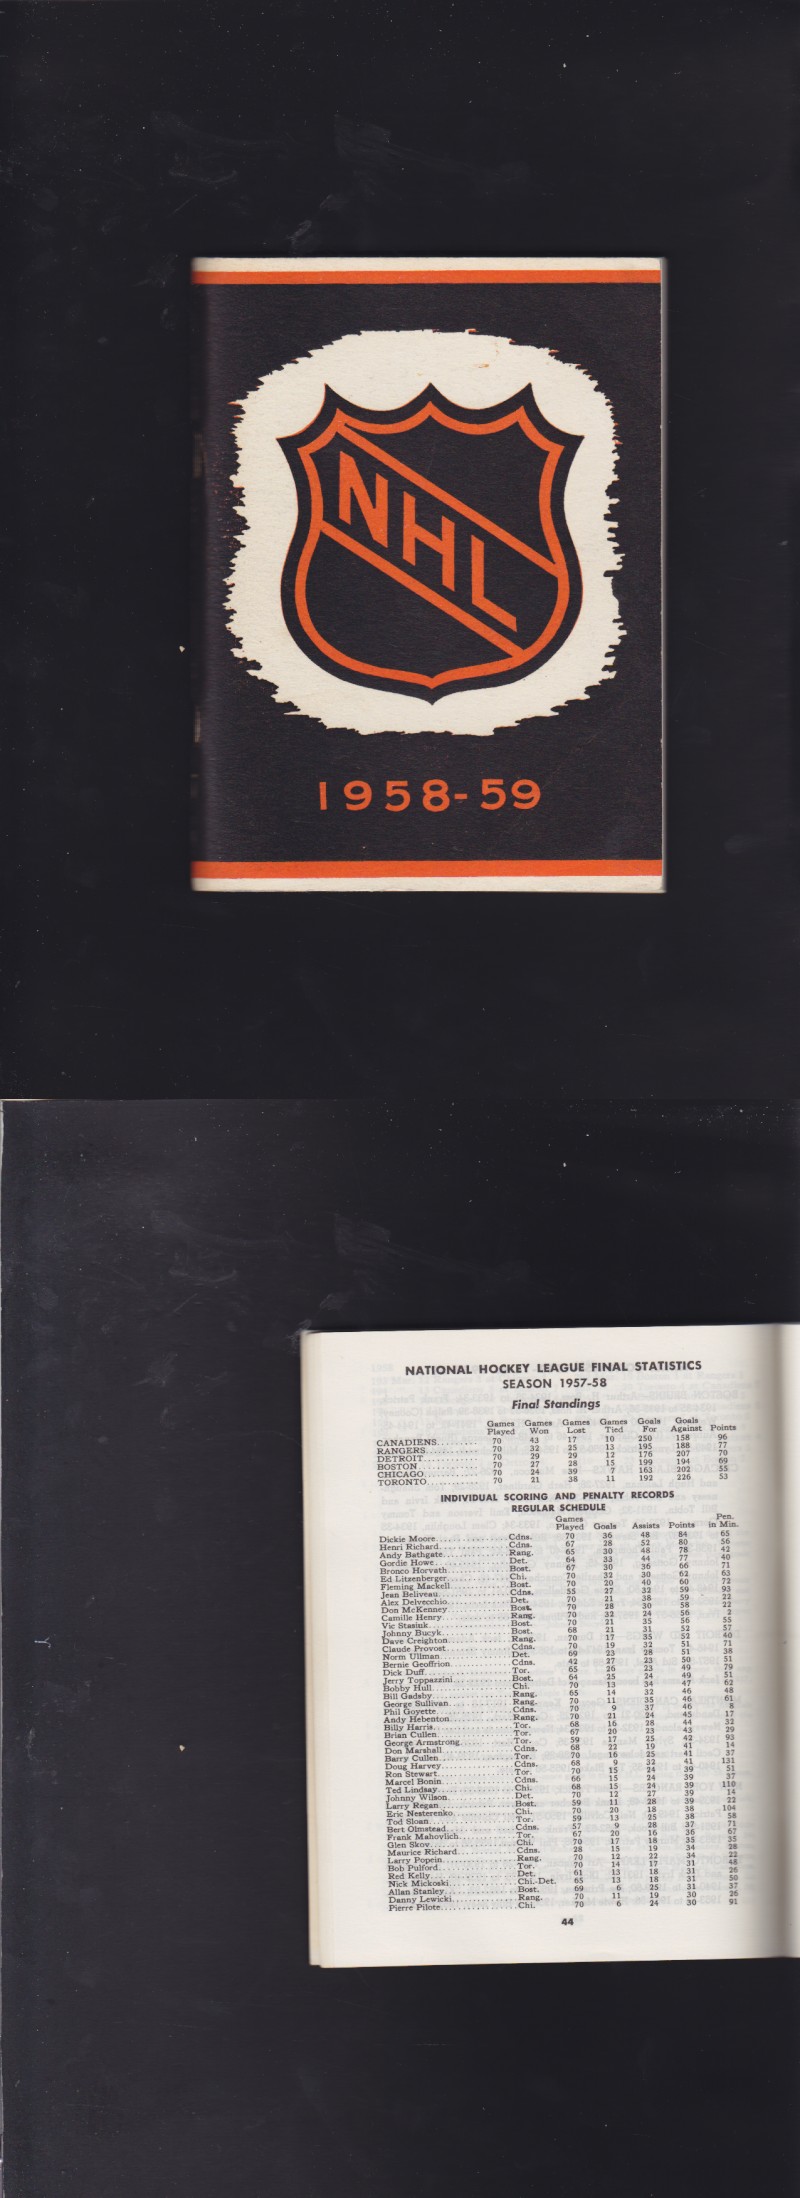 NHL
1958-59
NATIONAL HOCKEY LEAGUE FINAL STATISTICS
SEASON 1957-58
Final Standings
Games Games Games Games Goals Goals
Played Won Lost Tied For Against Points
CANADIENS.......... 70 43 17 10 250 158 96
RANGERS............ 70 32 25 13 195 188 77
DETROIT............ 70 29 29 12 176 207 70
BOSTON............. 70 27 28 15 199 194 69
CHICAGO............ 70 24 39 7 163 202 55
TORONTO............ 70 21 38 11 192 226 53
INDIVIDUAL SCORING AND PENALTY RECORDS
REGULAR SCHEDULE
Games Pen.
Played Goals Assists Points in Min.
Dickie Moore.................. Cdns. 70 36 48 84 65
Henri Richard................. Cdns. 67 28 52 80 56
Andy Bathgate................. Rang. 65 30 48 78 42
Gordie Howe................... Det. 64 33 44 77 40
Bronco Horvath................ Bost. 67 30 36 66 71
Ed Litzenberger............... Chi. 70 32 30 62 63
Fleming Mackell............... Bost. 70 20 40 60 72
Jean Beliveau................. Cdns. 55 27 32 59 93
Alex Delvecchio............... Det. 70 21 38 59 22
Don McKenney.................. Bost. 70 28 30 58 22
Camille Henry................. Rang. 70 32 24 56 2
Vic Stasiuk................... Bost. 70 21 35 56 55
Johnny Bucyk.................. Bost. 68 21 31 52 57
Dave Creighton................ Rang. 70 17 35 52 40
Claude Provost................ Cdns. 70 19 32 51 71
Norm Ullman................... Det. 69 23 28 51 38
Bernie Geoffrion.............. Cdns. 42 27 23 50 51
Dick Duff..................... Tor. 65 26 23 49 79
Jerry Toppazzini.............. Bost. 64 25 24 49 51
Bobby Hull.................... Chi. 70 13 34 47 62
Bill Gadsby................... Rang. 65 14 32 46 48
George Sullivan............... Rang. 70 11 35 46 61
Phil Goyette.................. Cdns. 70 9 37 46 8
Andy Hebenton................. Rang. 70 21 24 45 17
Billy Harris.................. Tor. 68 16 28 44 32
Brian Cullen.................. Tor. 67 20 23 43 29
George Armstrong.............. Tor. 59 17 25 42 93
Don Marshall.................. Cdns. 68 22 19 41 14
Barry Cullen.................. Tor. 70 16 25 41 37
Doug Harvey................... Cdns. 68 9 32 41 131
Ron Stewart................... Tor. 70 15 24 39 51
Marcel Bonin.................. Cdns. 66 15 24 39 37
Ted Lindsay................... Chi. 68 15 24 39 110
Johnny Wilson................. Det. 70 12 27 39 14
Larry Regan................... Bost. 59 11 28 39 22
Eric Nesterenko............... Chi. 70 20 18 38 104
Tod Sloan..................... Tor. 59 13 25 38 58
Bert Olmstead................. Cdns. 57 9 28 37 71
Frank Mahovlich............... Tor. 67 20 16 36 67
Glen Skov..................... Chi. 70 17 18 35 35
Maurice Richard............... Cdns. 28 15 19 34 28
Larry Popein.................. Rang. 70 12 22 34 22
Bob Pulford................... Tor. 70 14 17 31 48
Red Kelly..................... Det. 61 13 18 31 26
Nick Mickoski................. Chi.-Det. 65 13 18 31 50
Allan Stanley................. Bost. 69 6 25 31 37
Danny Lewicki................. Rang. 70 11 19 30 26
Pierre Pilote................. Chi. 70 6 24 30 91
44